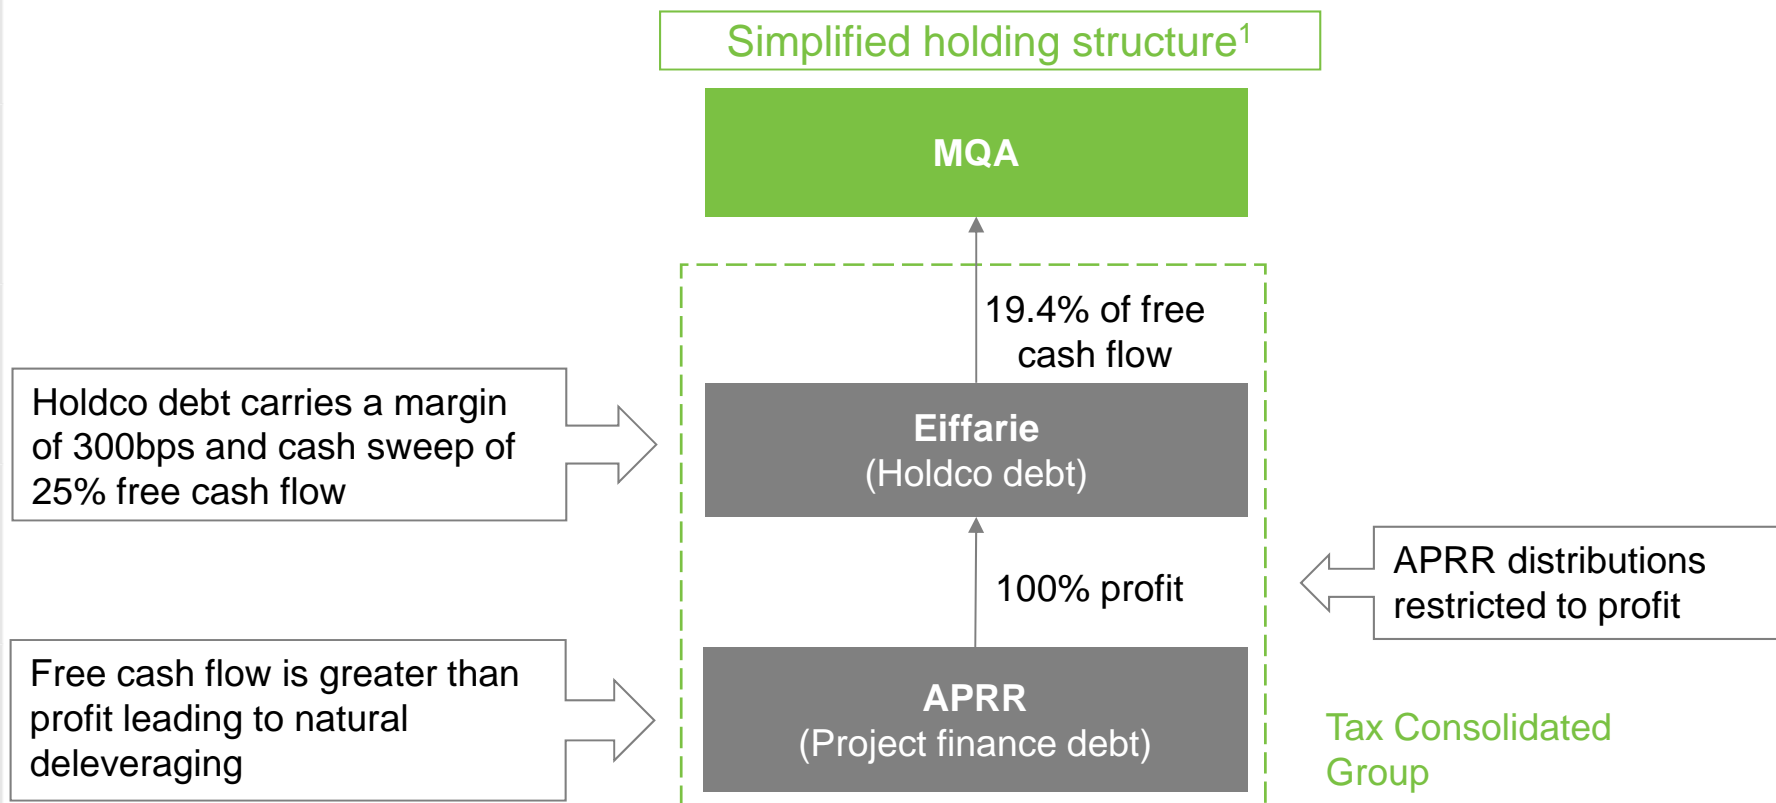 Simplified holding structure¹
MQA
19.4% of free
cash flow
Holdco debt carries a margin
of 300bps and cash sweep of
25% free cash flow
Eiffarie
(Holdco debt)
100% profit
APRR distributions
restricted to profit
Free cash flow is greater than
profit leading to natural
deleveraging
APRR
(Project finance debt)
Tax Consolidated
Group